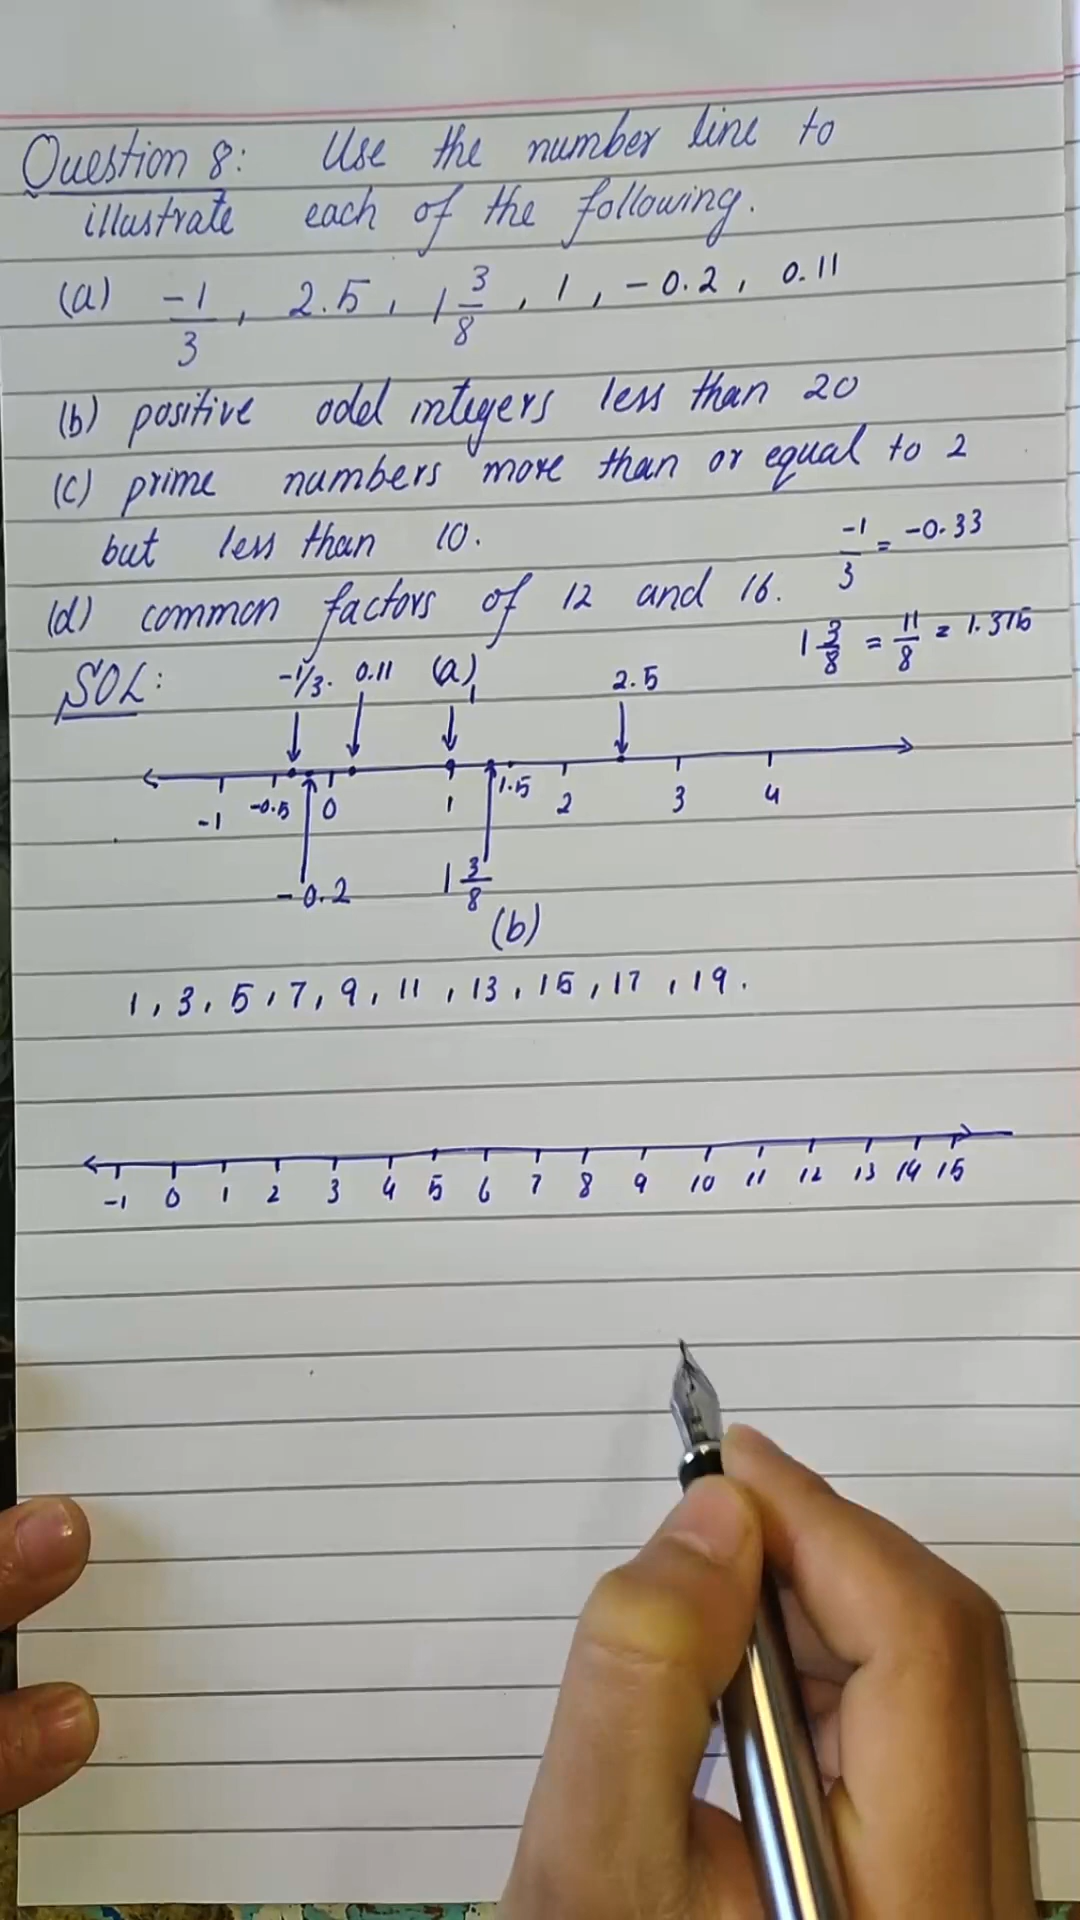 Question 8: Use the number line to
illustrate each of the following.
(a) -1/3, 2.5, 1 3/8, 1, -0.2, 0.11
(b) positive odd integers less than 20
(c) prime numbers more than or equal to 2
but less than 10.
-1/3 = -0.33
(d) common factors of 12 and 16.
1 3/8 = 11/8 = 1.375
SOL:
(a)
-1/3. 0.11 1 2.5
-1 -0.5 0 1 1.5 2 3 4
-0.2 1 3/8
(b)
1, 3, 5, 7, 9, 11, 13, 15, 17, 19.
-1 0 1 2 3 4 5 6 7 8 9 10 11 12 13 14 15